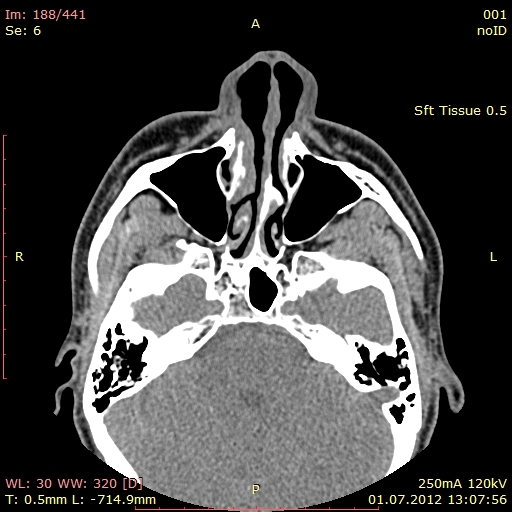 Im: 188/441
Se: 6
A
001
noID
Sft Tissue 0.5
R
L
WL: 30 WW: 320 [D]
T: 0.5mm L: -714.9mm
P
250mA 120kV
01.07.2012 13:07:56